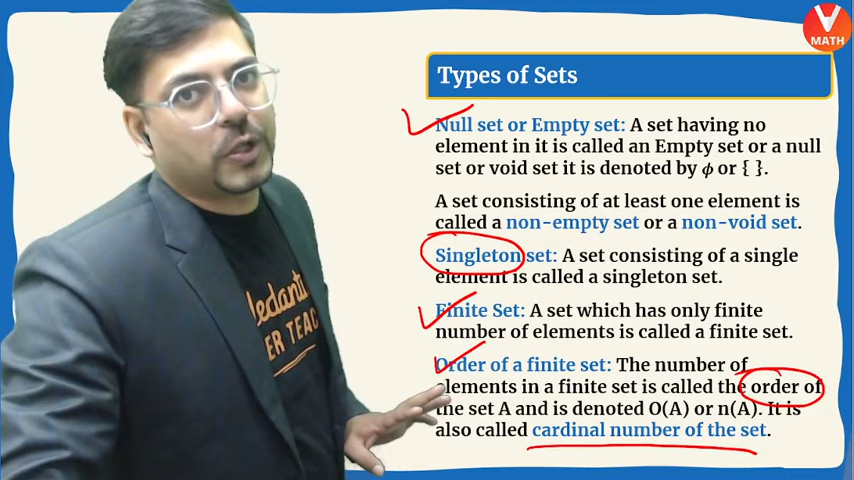 V
MATH
Types of Sets
Null set or Empty set: A set having no
element in it is called an Empty set or a null
set or void set it is denoted by ϕ or { }.
A set consisting of at least one element is
called a non-empty set or a non-void set.
Singleton set: A set consisting of a single
element is called a singleton set.
Finite Set: A set which has only finite
number of elements is called a finite set.
Order of a finite set: The number of
elements in a finite set is called the order of
the set A and is denoted O(A) or n(A). It is
also called cardinal number of the set.